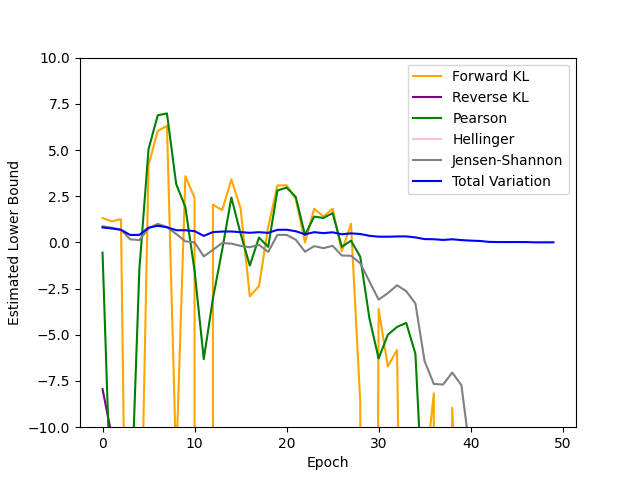 10.0
7.5
5.0
2.5
0.0
−2.5
−5.0
−7.5
−10.0
Estimated Lower Bound
0
10
20
30
40
50
Epoch
Forward KL
Reverse KL
Pearson
Hellinger
Jensen-Shannon
Total Variation